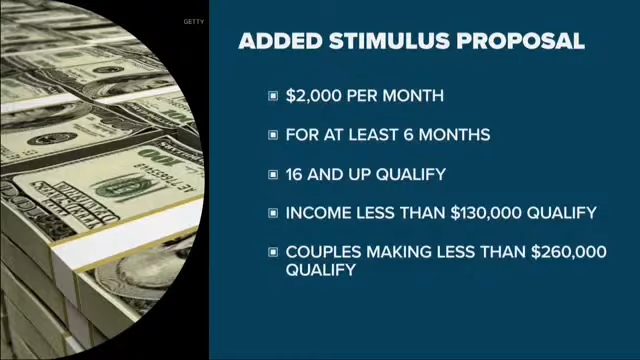 GETTY
ADDED STIMULUS PROPOSAL
$2,000 PER MONTH
FOR AT LEAST 6 MONTHS
16 AND UP QUALIFY
INCOME LESS THAN $130,000 QUALIFY
COUPLES MAKING LESS THAN $260,000
QUALIFY